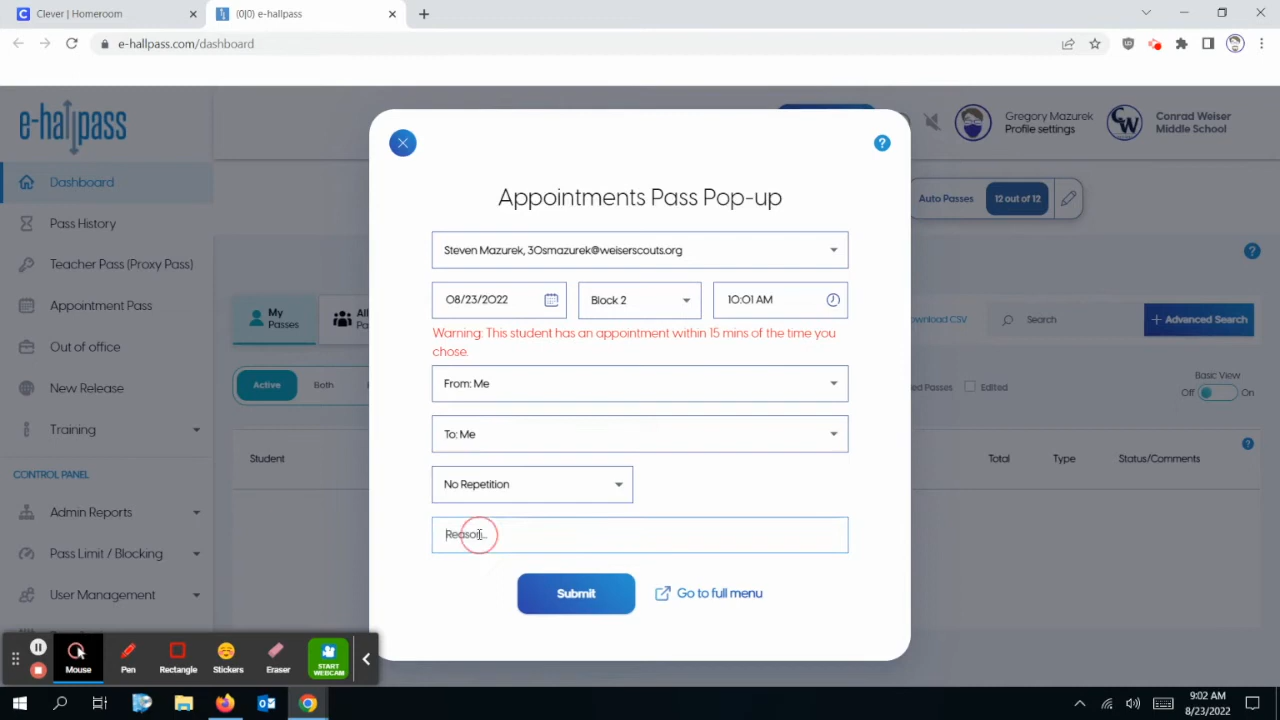 Clever | Homeroom
(0|0) e-hallpass
e-hallpass.com/dashboard
e-hallpass
Gregory Mazurek
Profile settings
CW
Conrad Weiser
Middle School
Dashboard
Pass History
Teacher Pass (Proxy Pass)
Appointment Pass
Out of office
New Release
Training
CONTROL PANEL
Admin Reports
Pass Limit / Blocking
User Management
Auto Passes
12 out of 12
My
Passes
All
Search
+ Advanced Search
Active
Both
Edited
Basic View
Off
On
Student
Total
Type
Status/Comments
Appointments Pass Pop-up
Steven Mazurek, 30smazurek@weiserscouts.org
08/23/2022
Block 2
10:01 AM
Warning: This student has an appointment within 15 mins of the time you
chose.
From: Me
To: Me
No Repetition
Reason...
Submit
Go to full menu
Mouse
Pen
Rectangle
Stickers
Eraser
START
WEBCAM
9:02 AM
8/23/2022